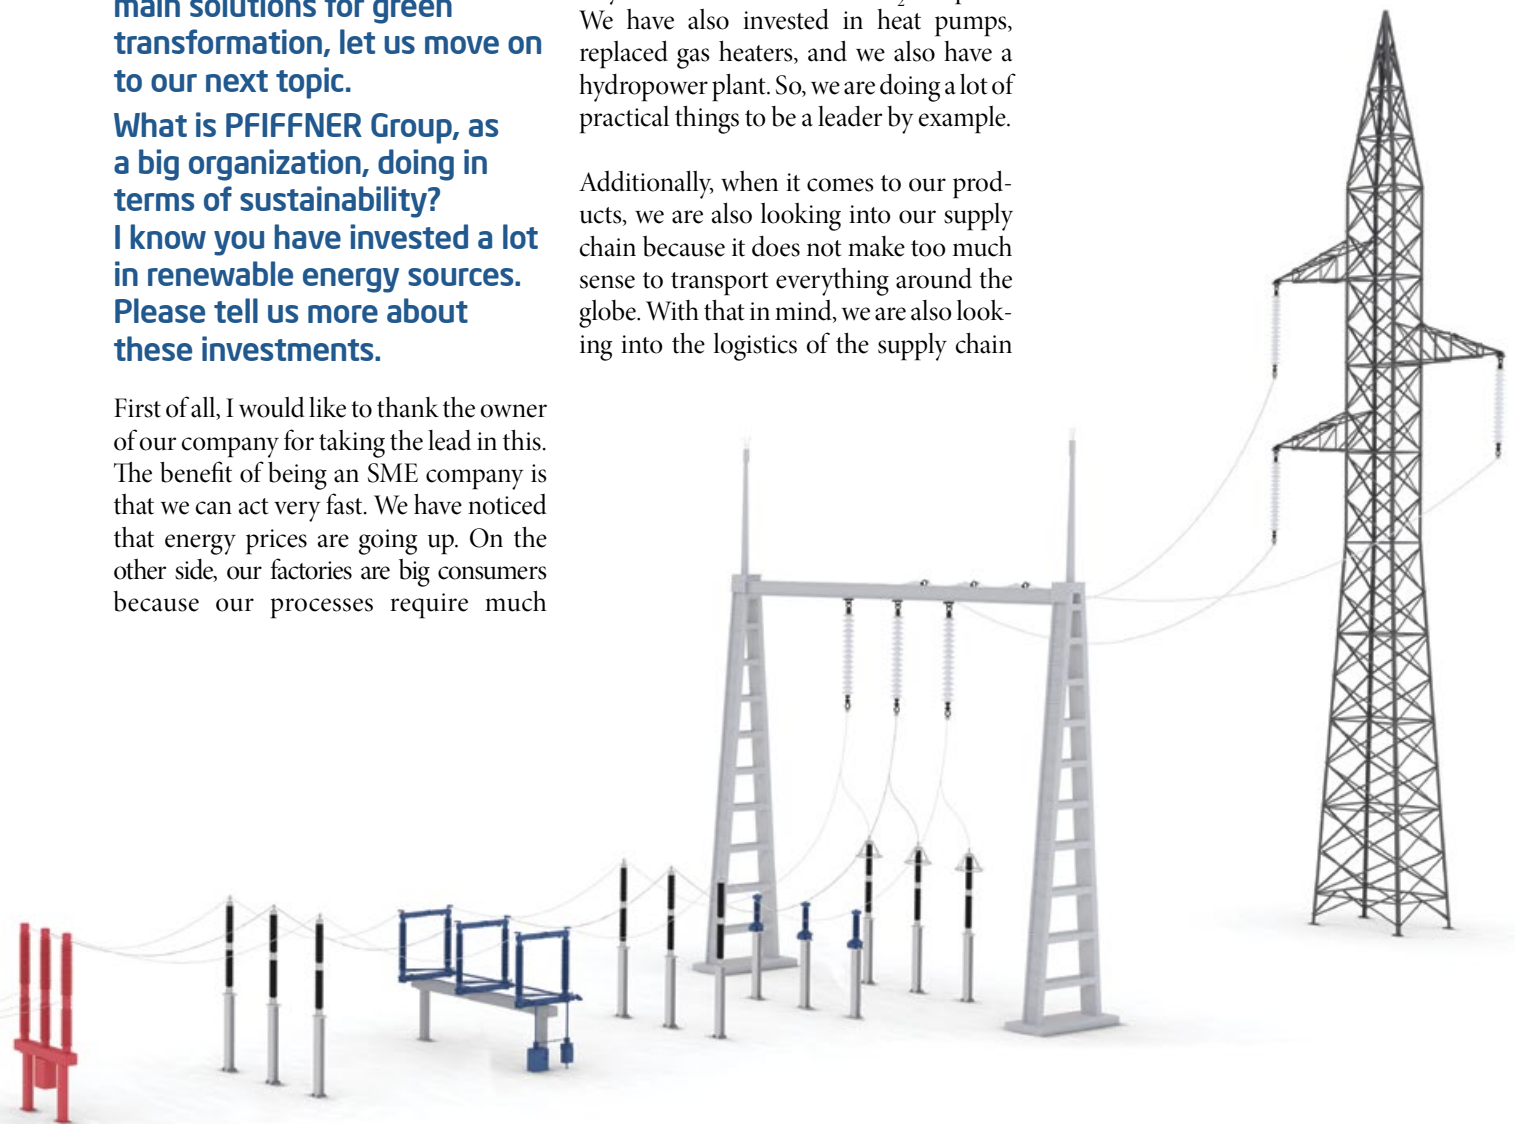 main solutions for green
transformation, let us move on
to our next topic.
What is PFIFFNER Group, as
a big organization, doing in
terms of sustainability?
I know you have invested a lot
in renewable energy sources.
Please tell us more about
these investments.
First of all, I would like to thank the owner
of our company for taking the lead in this.
The benefit of being an SME company is
that we can act very fast. We have noticed
that energy prices are going up. On the
other side, our factories are big consumers
because our processes require much
We have also invested in heat pumps,
replaced gas heaters, and we also have a
hydropower plant. So, we are doing a lot of
practical things to be a leader by example.
Additionally, when it comes to our prod-
ucts, we are also looking into our supply
chain because it does not make too much
sense to transport everything around the
globe. With that in mind, we are also look-
ing into the logistics of the supply chain